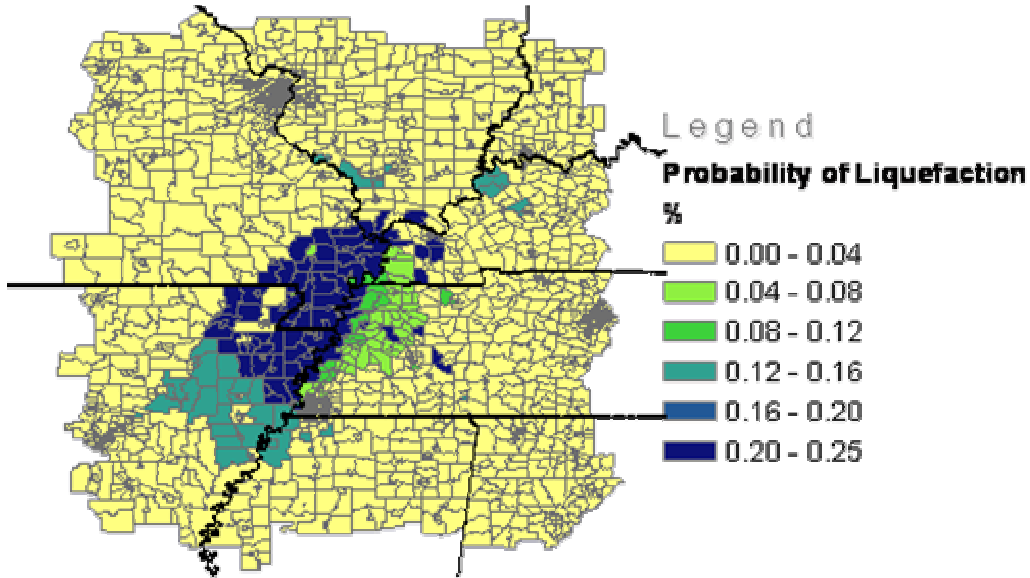 Legend
Probability of Liquefaction
%
0.00 - 0.04
0.04 - 0.08
0.08 - 0.12
0.12 - 0.16
0.16 - 0.20
0.20 - 0.25